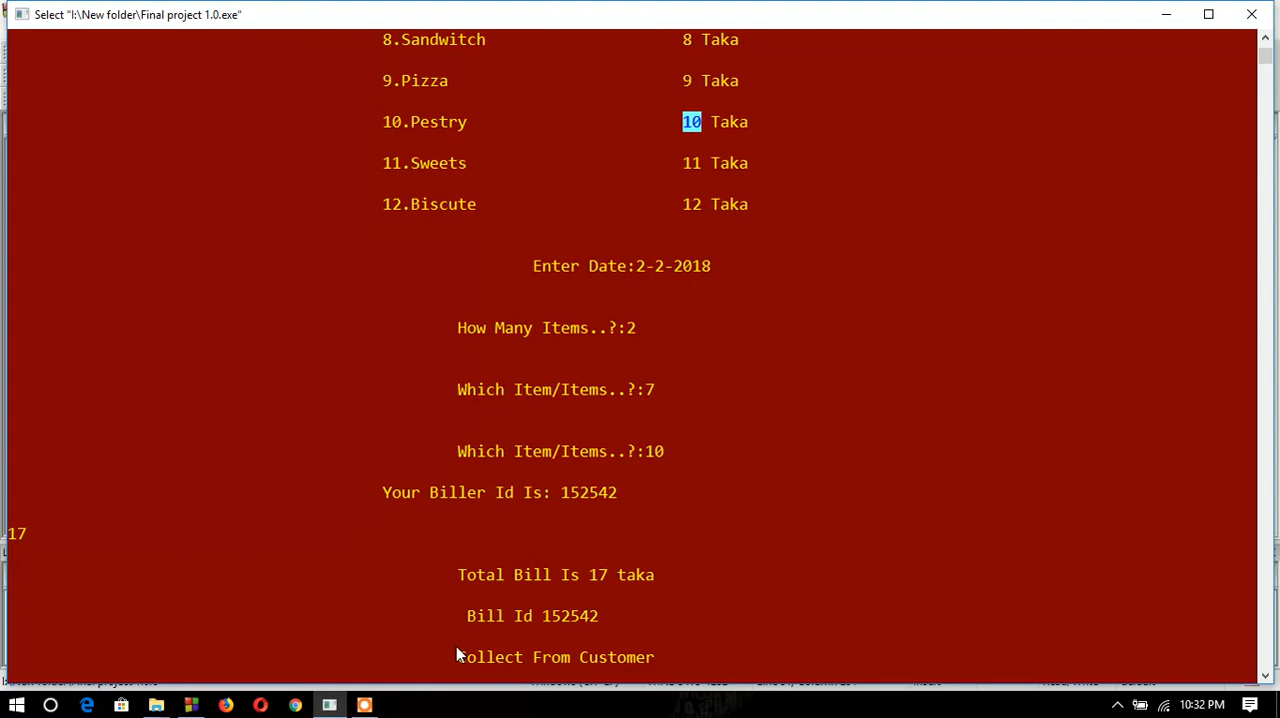 Select "I:\New folder\Final project 1.0.exe"
8.Sandwitch 8 Taka
9.Pizza 9 Taka
10.Pestry 10 Taka
11.Sweets 11 Taka
12.Biscute 12 Taka
Enter Date:2-2-2018
How Many Items..?:2
Which Item/Items..?:7
Which Item/Items..?:10
Your Biller Id Is: 152542
17
Total Bill Is 17 taka
Bill Id 152542
Collect From Customer
10:32 PM